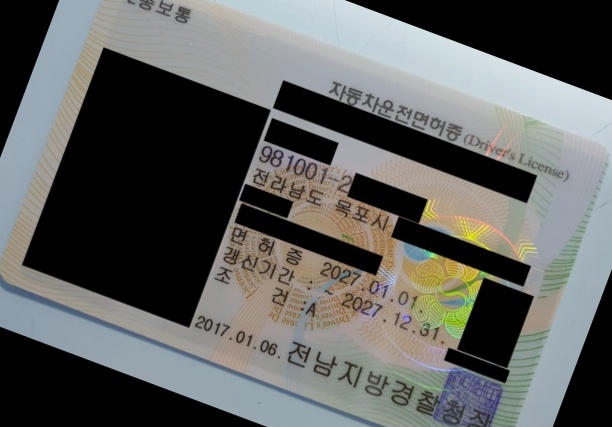 종보통
자동차운전면허증 (Driver's License)
981001-2
전라남도 목포시
면 허 증
갱신기간 : 2027.01.01.
2027.12.31.
조 건 : A
2017.01.06. 전남지방경찰청장